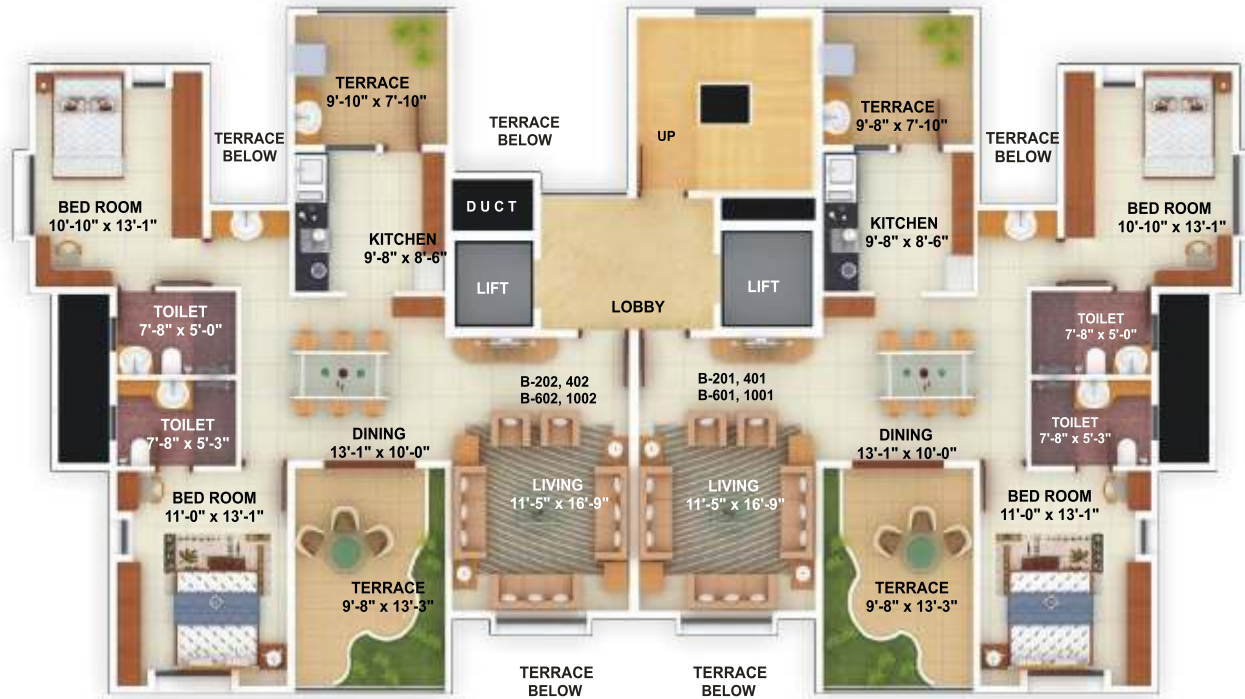 TERRACE
9'-10" x 7'-10"
TERRACE
BELOW
TERRACE
BELOW
UP
TERRACE
9'-8" x 7'-10"
TERRACE
BELOW
BED ROOM
10'-10" x 13'-1"
DUCT
KITCHEN
9'-8" x 8'-6"
KITCHEN
9'-8" x 8'-6"
BED ROOM
10'-10" x 13'-1"
LIFT
LOBBY
LIFT
TOILET
7'-8" x 5'-0"
TOILET
7'-8" x 5'-0"
B-202, 402
B-602, 1002
B-201, 401
B-601, 1001
TOILET
7'-8" x 5'-3"
DINING
13'-1" x 10'-0"
DINING
13'-1" x 10'-0"
TOILET
7'-8" x 5'-3"
BED ROOM
11'-0" x 13'-1"
LIVING
11'-5" x 16'-9"
LIVING
11'-5" x 16'-9"
BED ROOM
11'-0" x 13'-1"
TERRACE
9'-8" x 13'-3"
TERRACE
9'-8" x 13'-3"
TERRACE
BELOW
TERRACE
BELOW